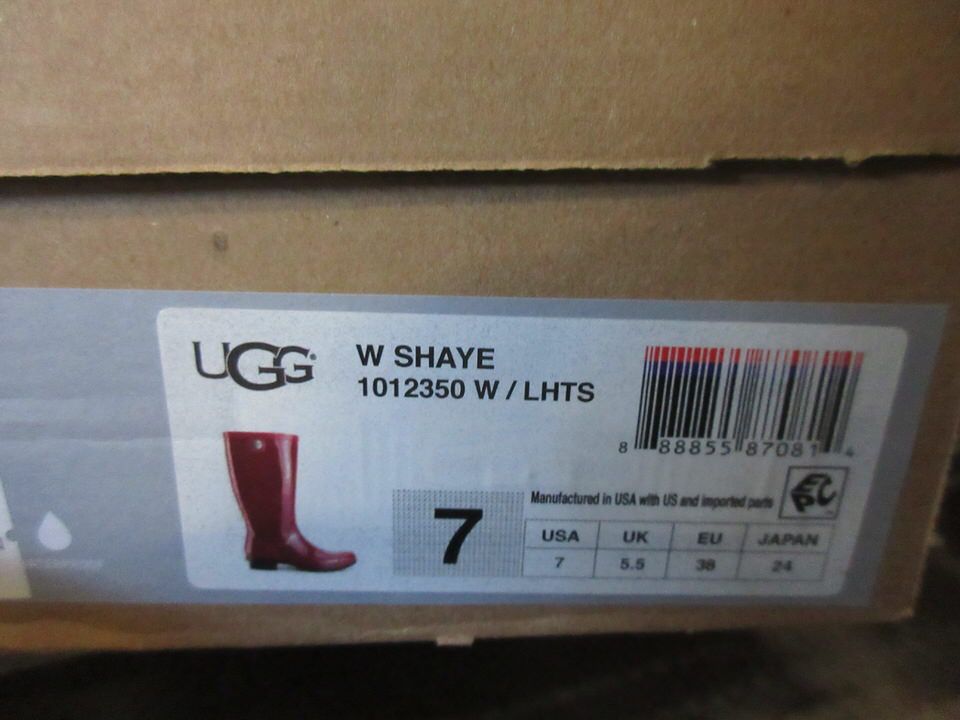 UGG
W SHAYE
1012350 W / LHTS
8 88855 87081 4
Manufactured in USA with US and imported parts
EPC
7
USA UK EU JAPAN
7 5.5 38 24